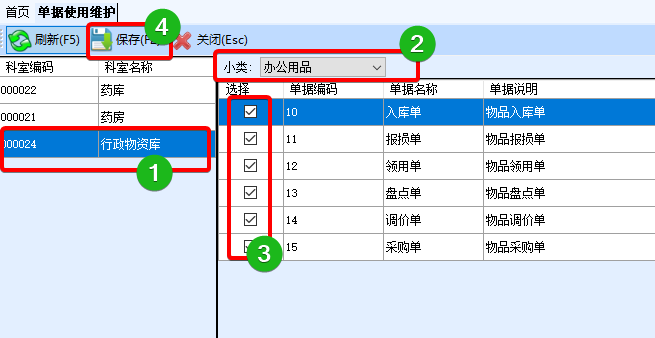 首页 单据使用维护
刷新(F5) 保存(F2) 关闭(Esc)
4
科室编码 科室名称
000022 药库
000021 药房
000024 行政物资库
1
小类: 办公用品
2
选择 单据编码 单据名称 单据说明
10 入库单 物品入库单
11 报损单 物品报损单
12 领用单 物品领用单
13 盘点单 物品盘点单
14 调价单 物品调价单
15 采购单 物品采购单
3